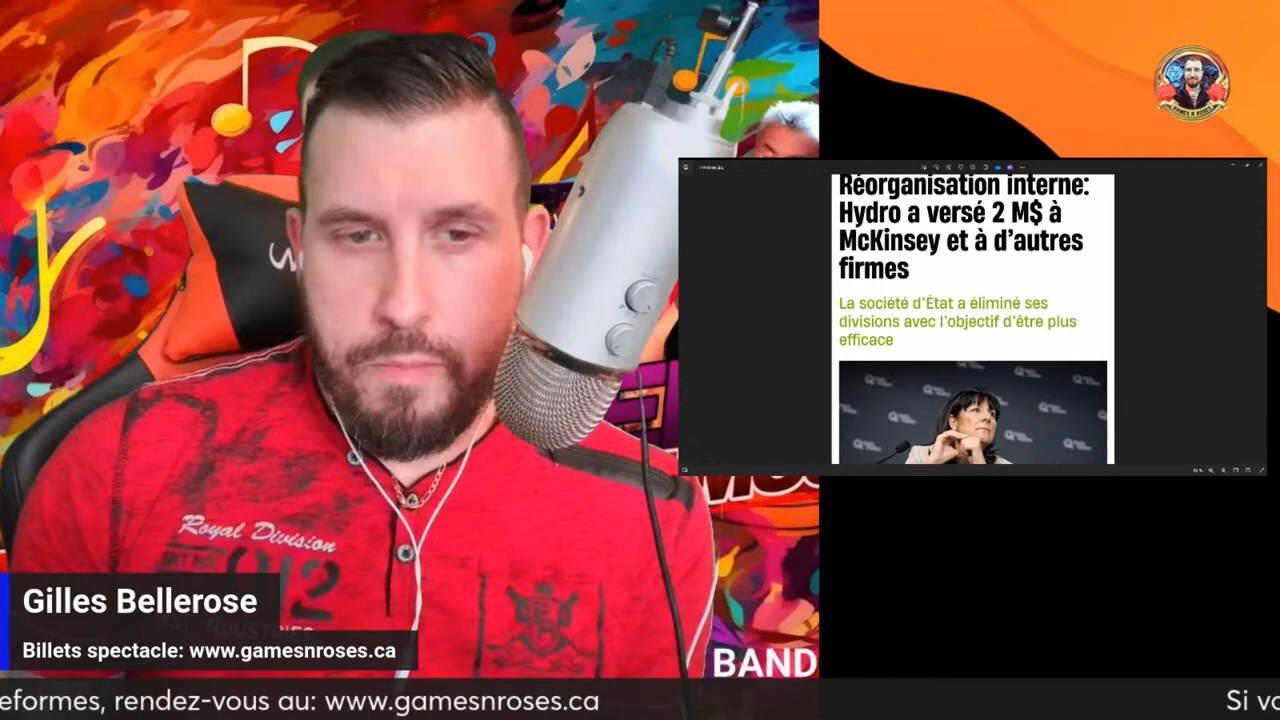 Réorganisation interne:
Hydro a versé 2 M$ à
McKinsey et à d'autres
firmes
La société d'État a éliminé ses
divisions avec l'objectif d'être plus
efficace
Royal Division
Gilles Bellerose
Billets spectacle: www.gamesnroses.ca
BAND
eformes, rendez-vous au: www.gamesnroses.ca
Si vo